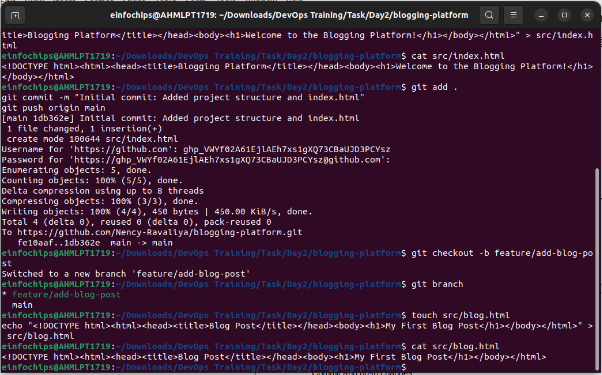 einfochips@AHMLPT1719: ~/Downloads/DevOps Training/Task/Day2/blogging-platform
title>Blogging Platform</title></head><body><h1>Welcome to the Blogging Platform!</h1></body></html>" > src/index.h
tml
einfochips@AHMLPT1719:~/Downloads/DevOps Training/Task/Day2/blogging-platform$ cat src/index.html
<!DOCTYPE html><html><head><title>Blogging Platform</title></head><body><h1>Welcome to the Blogging Platform!</h1>
</body></html>
einfochips@AHMLPT1719:~/Downloads/DevOps Training/Task/Day2/blogging-platform$ git add .
git commit -m "Initial commit: Added project structure and index.html"
git push origin main
[main 1db362e] Initial commit: Added project structure and index.html
1 file changed, 1 insertion(+)
create mode 100644 src/index.html
Username for 'https://github.com':
Password for
Enumerating objects: 5, done.
Counting objects: 100% (5/5), done.
Delta compression using up to 8 threads
Compressing objects: 100% (3/3), done.
Writing objects: 100% (4/4), 450 bytes | 450.00 KiB/s, done.
Total 4 (delta 0), reused 0 (delta 0), pack-reused 0
To https://github.com/Nency-Ravaliya/blogging-platform.git
fe10aaf..1db362e  main -> main
einfochips@AHMLPT1719:~/Downloads/DevOps Training/Task/Day2/blogging-platform$ git checkout -b feature/add-blog-po
st
Switched to a new branch 'feature/add-blog-post'
einfochips@AHMLPT1719:~/Downloads/DevOps Training/Task/Day2/blogging-platform$ git branch
* feature/add-blog-post
main
einfochips@AHMLPT1719:~/Downloads/DevOps Training/Task/Day2/blogging-platform$ touch src/blog.html
echo "<!DOCTYPE html><html><head><title>Blog Post</title></head><body><h1>My First Blog Post</h1></body></html>" >
src/blog.html
einfochips@AHMLPT1719:~/Downloads/DevOps Training/Task/Day2/blogging-platform$ cat src/blog.html
<!DOCTYPE html><html><head><title>Blog Post</title></head><body><h1>My First Blog Post</h1></body></html>
einfochips@AHMLPT1719:~/Downloads/DevOps Training/Task/Day2/blogging-platform$